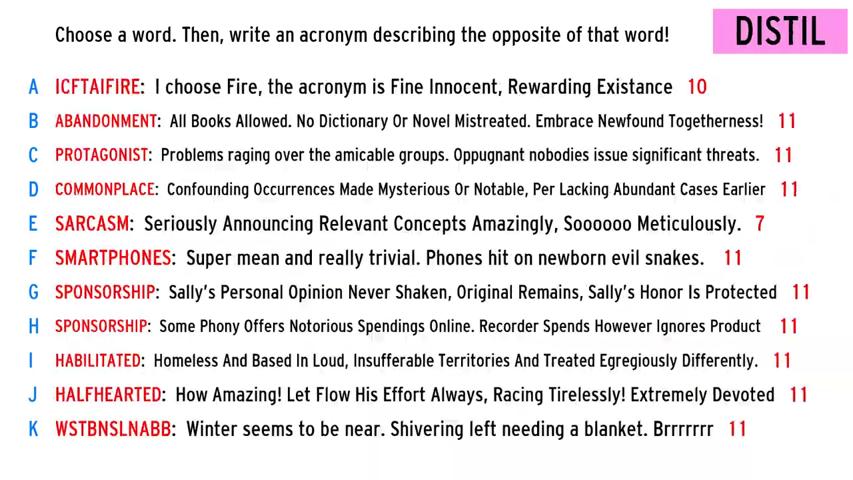 Choose a word. Then, write an acronym describing the opposite of that word!
DISTIL
A ICFTAIFIRE: I choose Fire, the acronym is Fine Innocent, Rewarding Existance 10
B ABANDONMENT: All Books Allowed. No Dictionary Or Novel Mistreated. Embrace Newfound Togetherness! 11
C PROTAGONIST: Problems raging over the amicable groups. Oppugnant nobodies issue significant threats. 11
D COMMONPLACE: Confounding Occurrences Made Mysterious Or Notable, Per Lacking Abundant Cases Earlier 11
E SARCASM: Seriously Announcing Relevant Concepts Amazingly, Soooooo Meticulously. 7
F SMARTPHONES: Super mean and really trivial. Phones hit on newborn evil snakes. 11
G SPONSORSHIP: Sally's Personal Opinion Never Shaken, Original Remains, Sally's Honor Is Protected 11
H SPONSORSHIP: Some Phony Offers Notorious Spendings Online. Recorder Spends However Ignores Product 11
I HABILITATED: Homeless And Based In Loud, Insufferable Territories And Treated Egregiously Differently. 11
J HALFHEARTED: How Amazing! Let Flow His Effort Always, Racing Tirelessly! Extremely Devoted 11
K WSTBNSLNABB: Winter seems to be near. Shivering left needing a blanket. Brrrrrrr 11